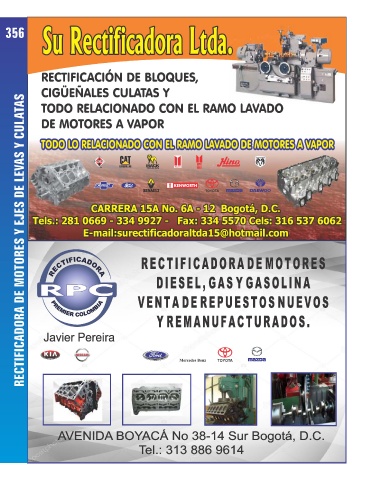 356
RECTIFICADORA DE MOTORES Y EJES DE LEVAS Y CULATAS
Su Rectificadora Ltda.
RECTIFICACIÓN DE BLOQUES,
CIGÜEÑALES CULATAS Y
TODO RELACIONADO CON EL RAMO LAVADO
DE MOTORES A VAPOR
TODO LO RELACIONADO CON EL RAMO LAVADO DE MOTORES A VAPOR
CAT
Hino
KENWORTH
DAEWOO
CARRERA 15A No. 6A - 12 Bogotá, D.C.
Tels.: 281 0669 - 334 9927 - Fax: 334 5570 Cels: 316 537 6062
E-mail:surectificadoraltda15@hotmail.com
RECTIFICADORA
RPC
PREMIER COLOMBIA
Javier Pereira
RECTIFICADORA DE MOTORES
DIESEL, GAS Y GASOLINA
VENTA DE REPUESTOS NUEVOS
Y REMANUFACTURADOS.
KIA
NISSAN
Ford
Mercedes-Benz
TOYOTA
MAZDA
AVENIDA BOYACÁ No 38-14 Sur Bogotá, D.C.
Tel.: 313 886 9614